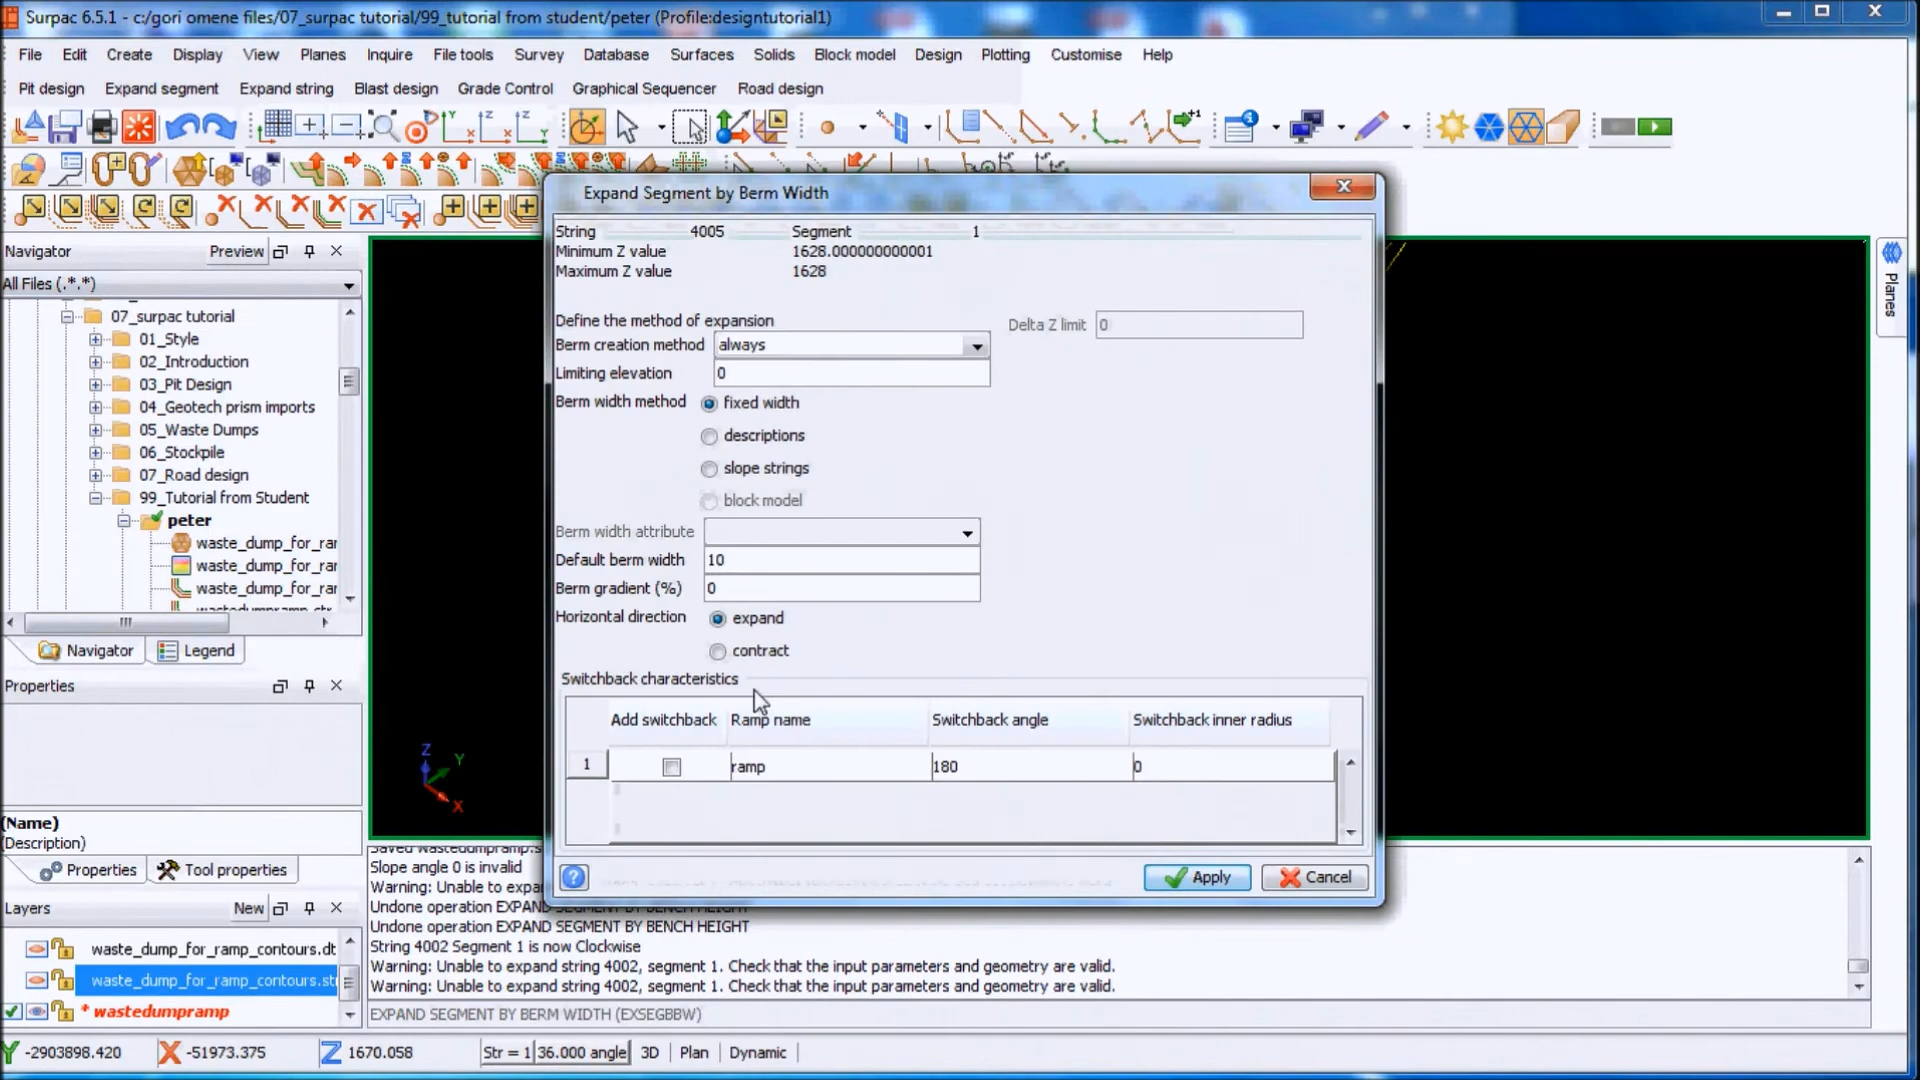 Surpac 6.5.1 - c:/gori omene files/07_surpac tutorial/99_tutorial from student/peter (Profile:designtutorial1)
File Edit Create Display View Planes Inquire File tools Survey Database Surfaces Solids Block model Design Plotting Customise Help
Pit design Expand segment Expand string Blast design Grade Control Graphical Sequencer Road design
Navigator Preview
All Files (.*.*)
07_surpac tutorial
01_Style
02_Introduction
03_Pit Design
04_Geotech prism imports
05_Waste Dumps
06_Stockpile
07_Road design
99_Tutorial from Student
peter
waste_dump_for_rar
waste_dump_for_rar
waste_dump_for_rar
wastedumpramp.str
Navigator Legend
Properties
(Name)
(Description)
Properties Tool properties
Layers New
waste_dump_for_ramp_contours.dt
waste_dump_for_ramp_contours.str
* wastedumpramp
Expand Segment by Berm Width
String 4005 Segment 1
Minimum Z value 1628.000000000001
Maximum Z value 1628
Define the method of expansion
Delta Z limit 0
Berm creation method always
Limiting elevation 0
Berm width method fixed width
descriptions
slope strings
block model
Berm width attribute
Default berm width 10
Berm gradient (%) 0
Horizontal direction expand
contract
Switchback characteristics
Add switchback Ramp name Switchback angle Switchback inner radius
1 ramp 180 0
Apply Cancel
Planes
Z Y X
Saved wastedumpramp.s
Slope angle 0 is invalid
Warning: Unable to expa
Undone operation EXPAND SEGMENT BY BENCH HEIGHT
Undone operation EXPAND SEGMENT BY BENCH HEIGHT
String 4002 Segment 1 is now Clockwise
Warning: Unable to expand string 4002, segment 1. Check that the input parameters and geometry are valid.
Warning: Unable to expand string 4002, segment 1. Check that the input parameters and geometry are valid.
EXPAND SEGMENT BY BERM WIDTH (EXSEGBBW)
Y -2903898.420 X -51973.375 Z 1670.058 Str = 1 36.000 angle 3D Plan Dynamic